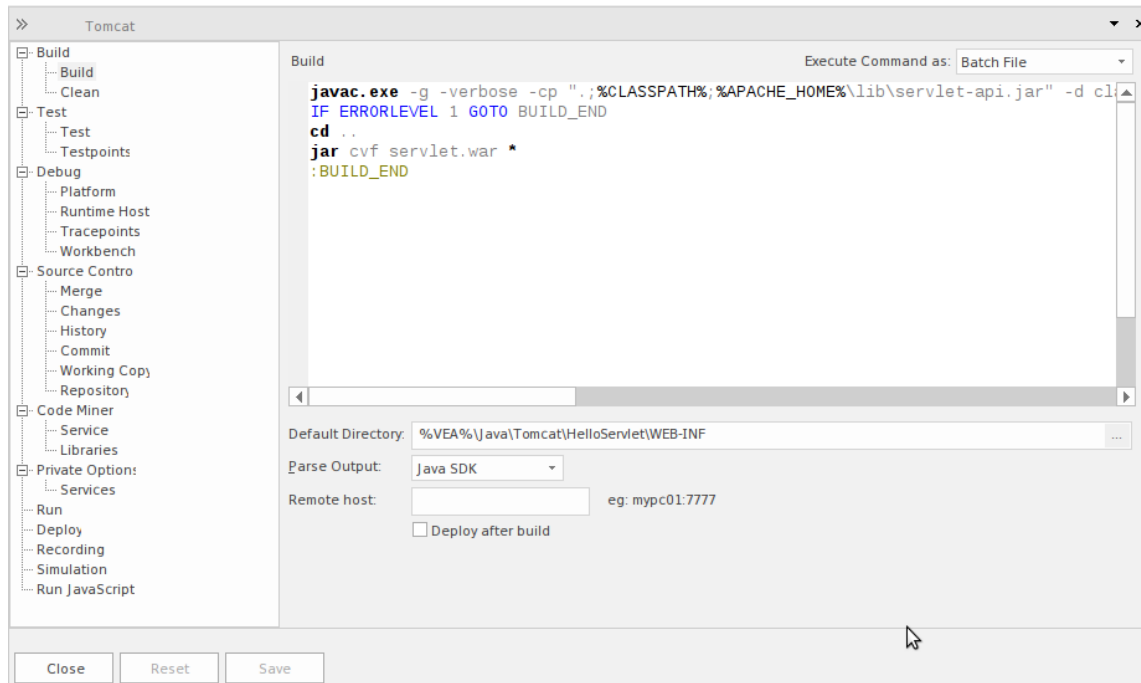 Tomcat
Build
Build
Clean
Test
Test
Testpoints
Debug
Platform
Runtime Host
Tracepoints
Workbench
Source Contro
Merge
Changes
History
Commit
Working Copy
Repository
Code Miner
Service
Libraries
Private Options
Services
Run
Deploy
Recording
Simulation
Run JavaScript
Build Execute Command as: Batch File
javac.exe -g -verbose -cp ".;%CLASSPATH%;%APACHE_HOME%\lib\servlet-api.jar" -d cla
IF ERRORLEVEL 1 GOTO BUILD_END
cd ..
jar cvf servlet.war *
:BUILD_END
Default Directory: %VEA%\Java\Tomcat\HelloServlet\WEB-INF ...
Parse Output: Java SDK
Remote host: eg: mypc01:7777
Deploy after build
Close Reset Save